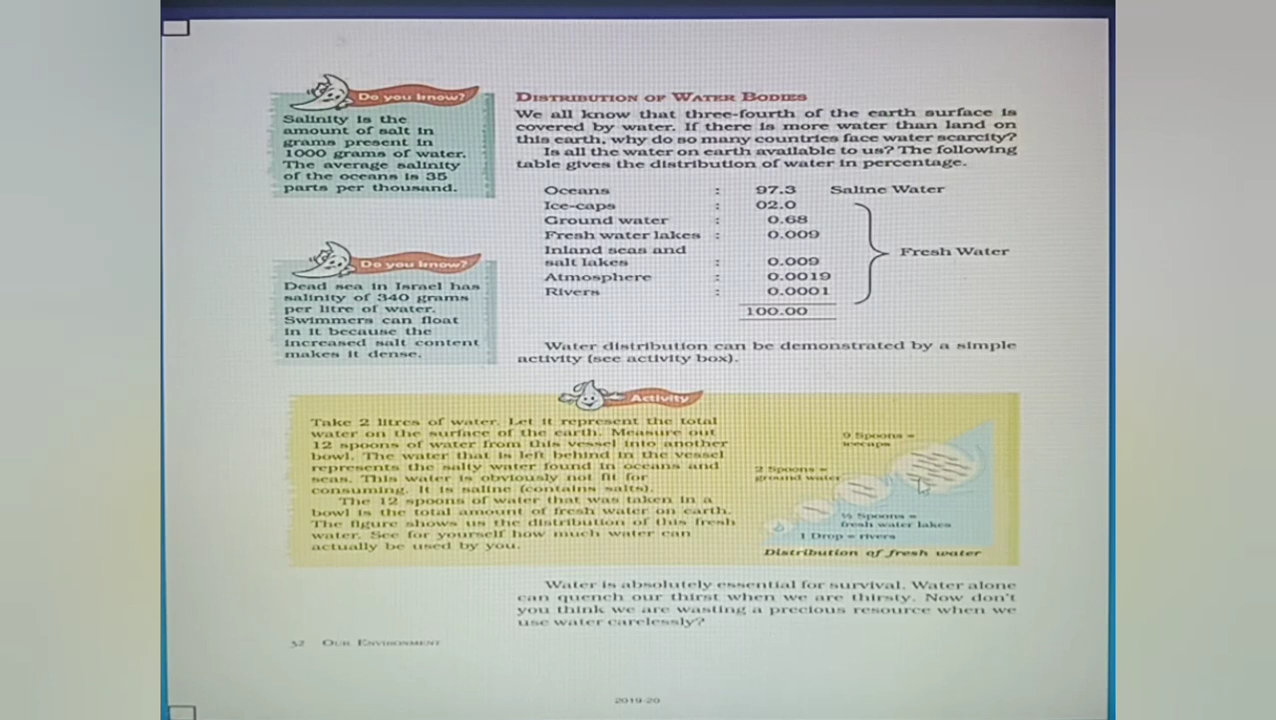 Do you know?
Salinity is the
amount of salt in
grams present in
1000 grams of water.
The average salinity
of the oceans is 35
parts per thousand.
Do you know?
Dead sea in Israel has
salinity of 340 grams
per litre of water.
Swimmers can float
in it because the
increased salt content
makes it dense.
DISTRIBUTION OF WATER BODIES
We all know that three-fourth of the earth surface is
covered by water. If there is more water than land on
this earth, why do so many countries face water scarcity?
Is all the water on earth available to us? The following
table gives the distribution of water in percentage.
Oceans : 97.3 Saline Water
Ice-caps : 02.0
Ground water : 0.68
Fresh water lakes : 0.009
Inland seas and
salt lakes : 0.009
Fresh Water
Atmosphere : 0.0019
Rivers : 0.0001
100.00
Water distribution can be demonstrated by a simple
activity (see activity box).
Activity
Take 2 litres of water. Let it represent the total
water on the surface of the earth. Measure out
12 spoons of water from this vessel into another
bowl. The water that is left behind in the vessel
represents the salty water found in oceans and
seas. This water is obviously not fit for
consuming. It is saline (contains salts).
The 12 spoons of water that was taken in a
bowl is the total amount of fresh water on earth.
The figure shows us the distribution of this fresh
water. See for yourself how much water can
actually be used by you.
9 Spoons =
icecaps
2 Spoons =
ground water
½ Spoons =
fresh water lakes
1 Drop = rivers
Distribution of fresh water
Water is absolutely essential for survival. Water alone
can quench our thirst when we are thirsty. Now don't
you think we are wasting a precious resource when we
use water carelessly?
32 OUR ENVIRONMENT
2019-20